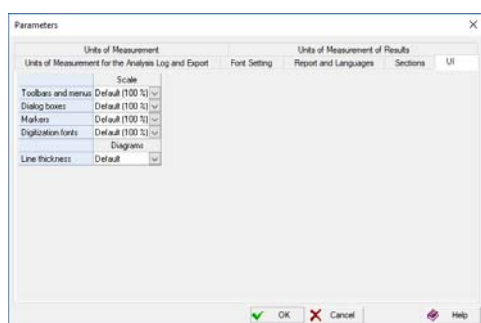 Parameters
Units of Measurement Units of Measurement of Results
Units of Measurement for the Analysis Log and Export Font Setting Report and Languages Sections UI
Scale
Toolbars and menus Default (100 %)
Dialog boxes Default (100 %)
Markers Default (100 %)
Digitization fonts Default (100 %)
Diagrams
Line thickness Default
OK Cancel Help